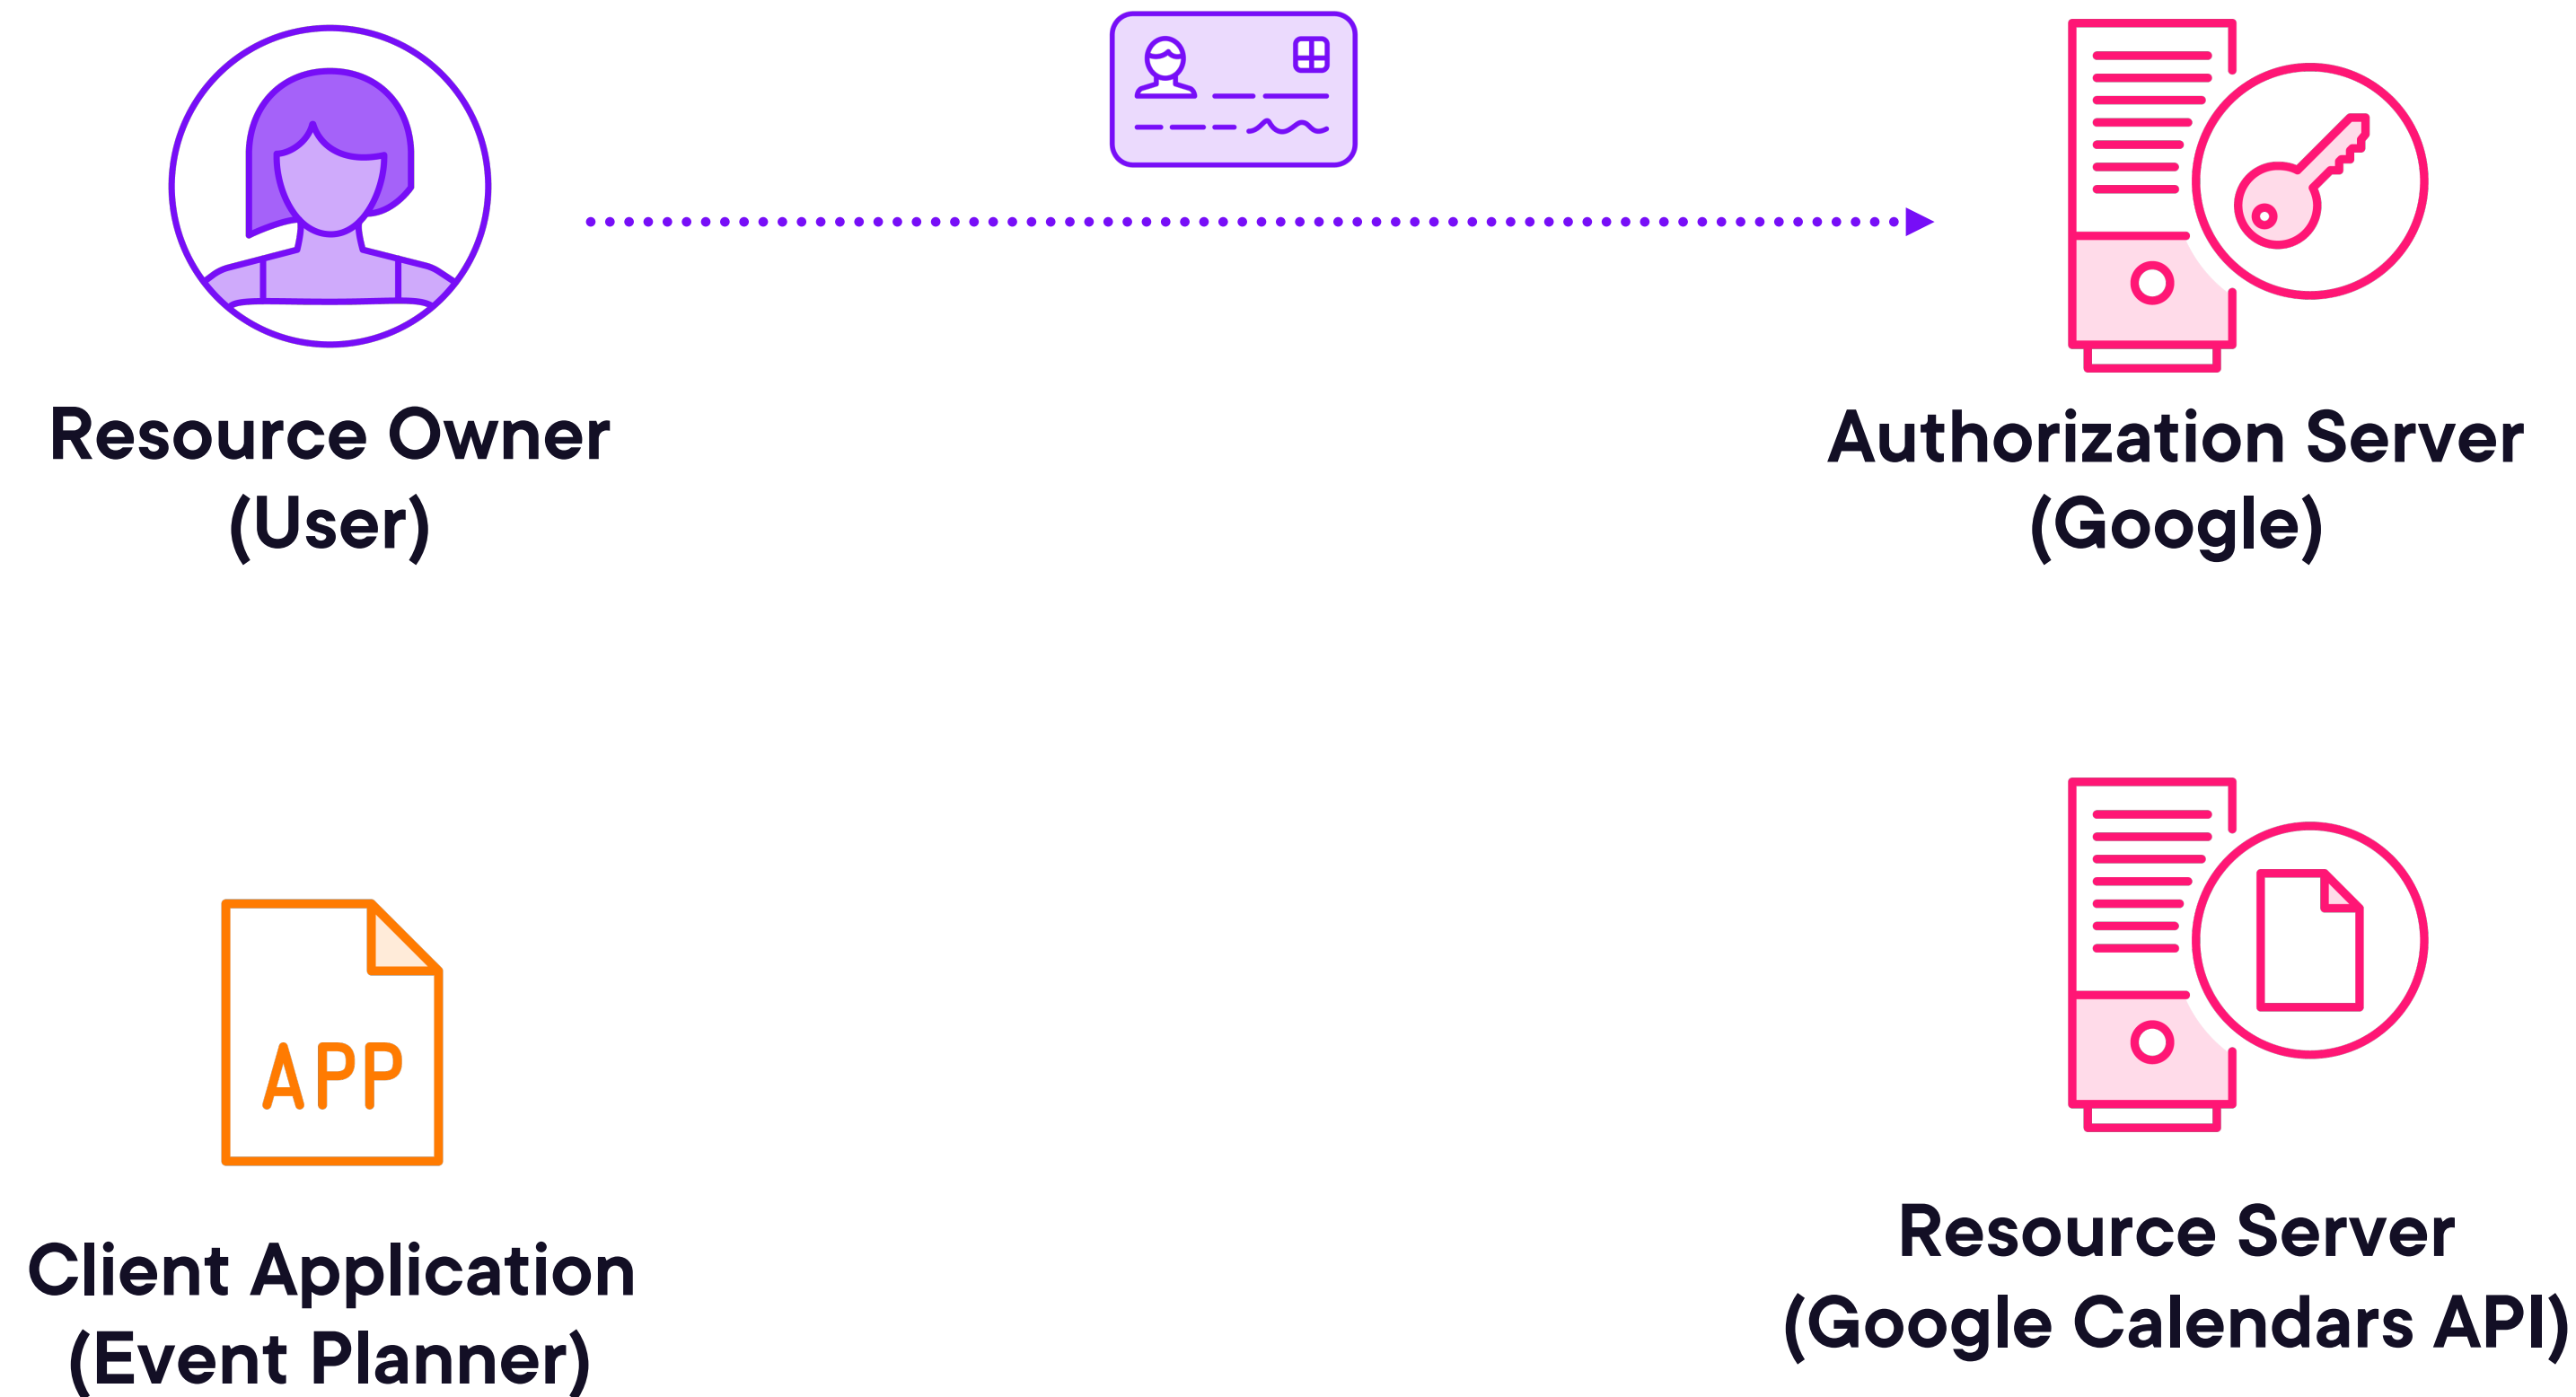 Resource Owner
(User)
Authorization Server
(Google)
APP
Client Application
(Event Planner)
Resource Server
(Google Calendars API)